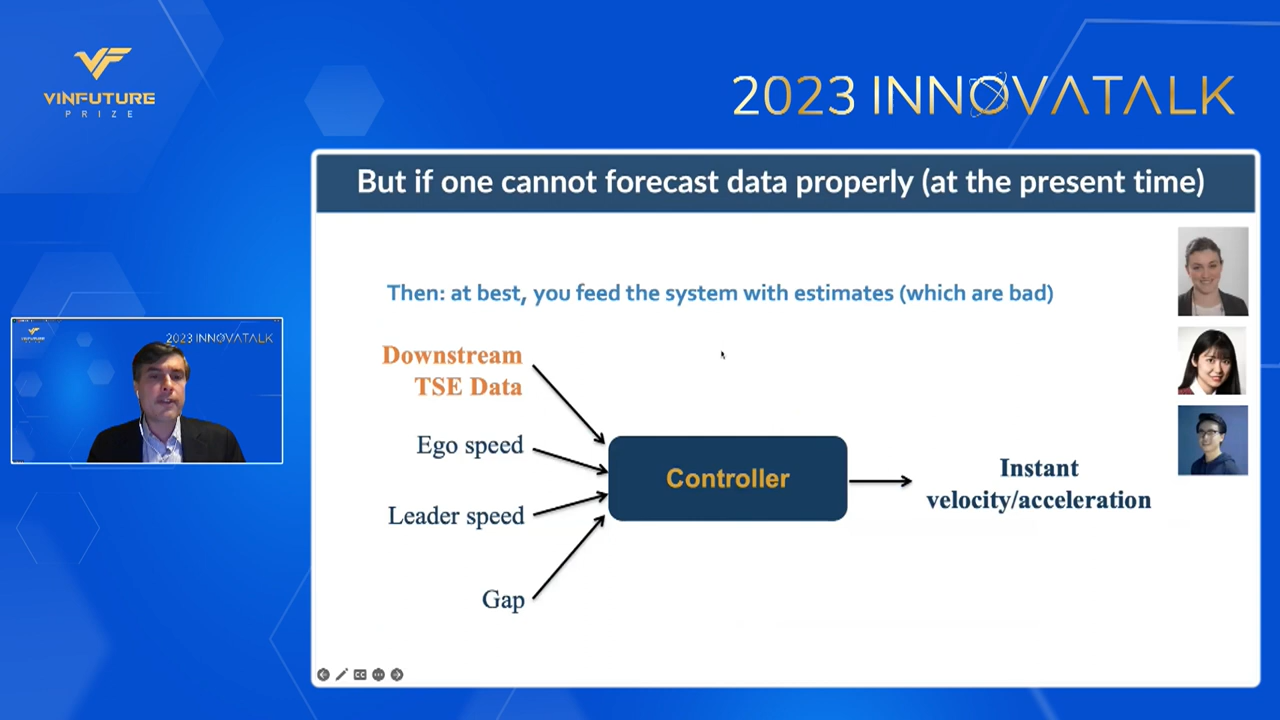 VINFUTURE
PRIZE
2023 INNOVATALK
But if one cannot forecast data properly (at the present time)
Then: at best, you feed the system with estimates (which are bad)
2023 INNOVATALK
Downstream
TSE Data
Ego speed
Leader speed
Gap
Controller
Instant
velocity/acceleration
CC